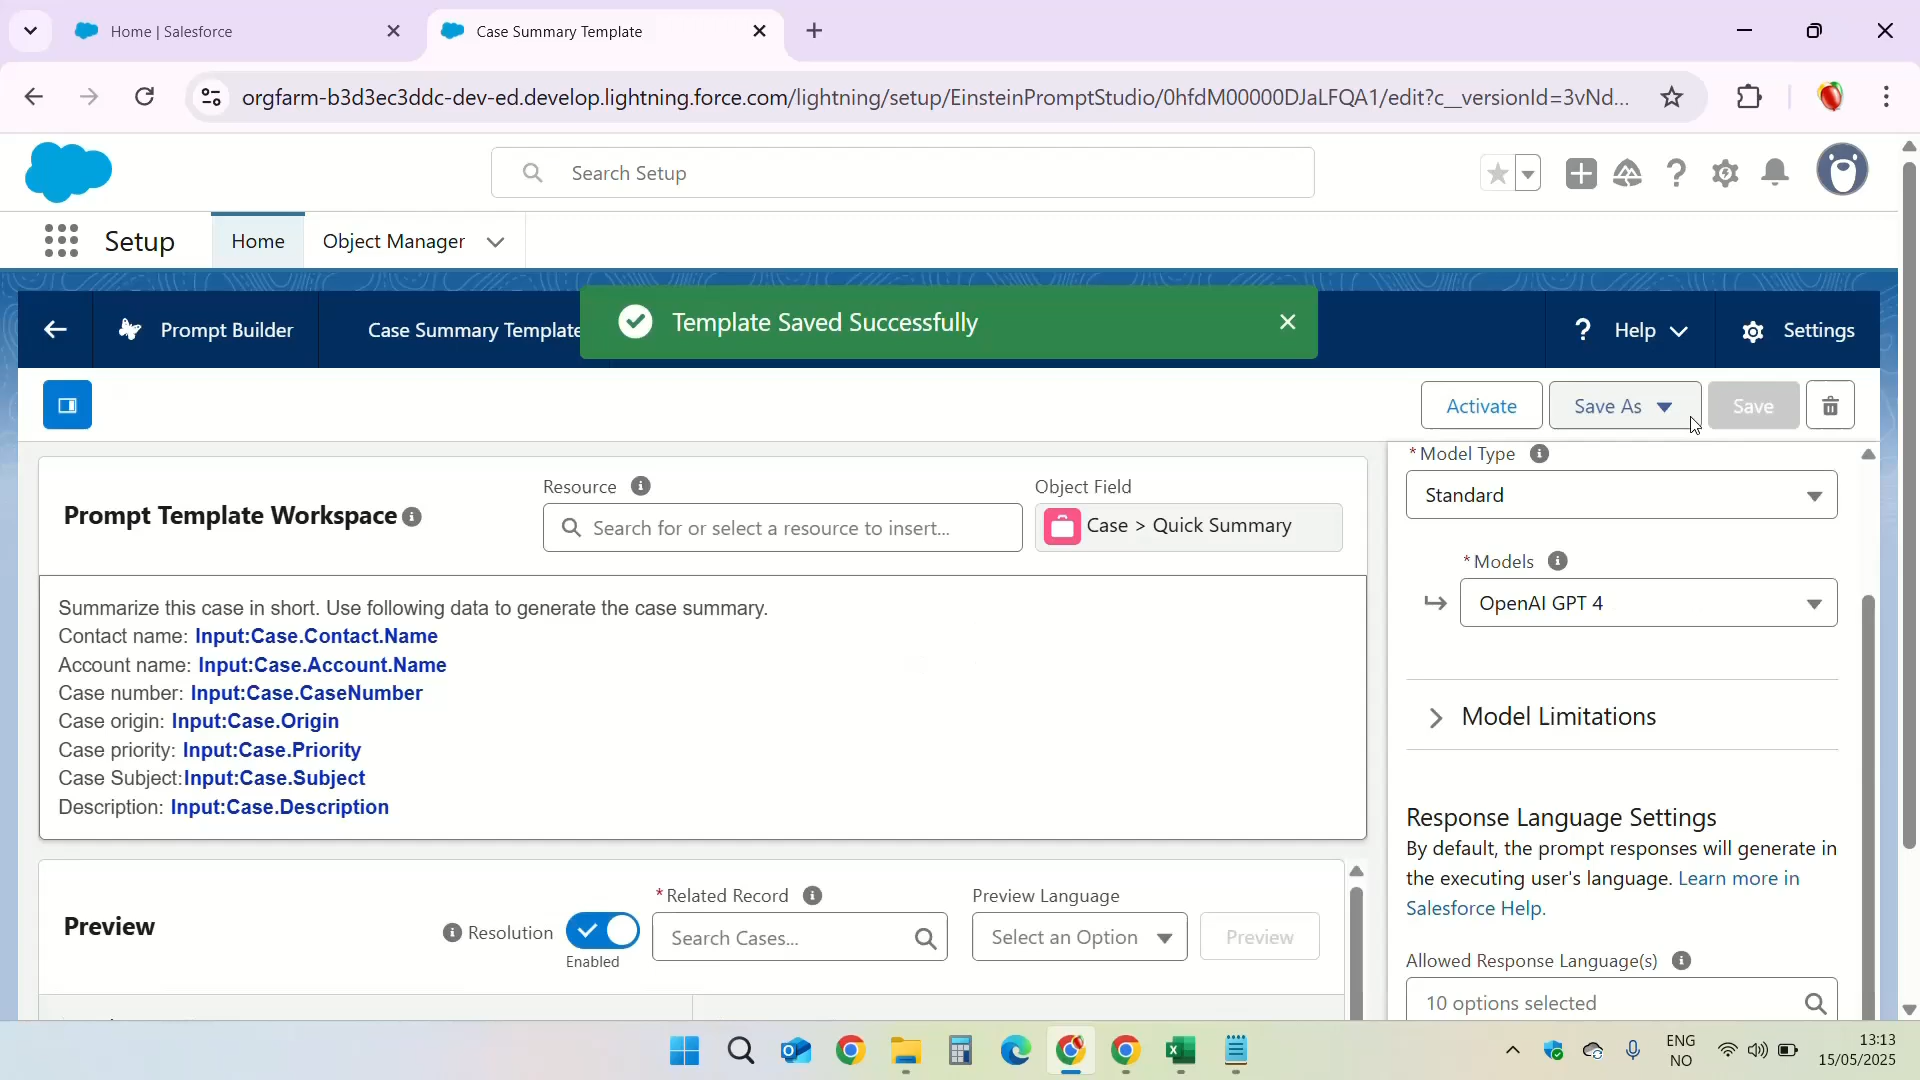 Home | Salesforce
Case Summary Template
orgfarm-b3d3ec3ddc-dev-ed.develop.lightning.force.com/lightning/setup/EinsteinPromptStudio/0hfdM00000DJaLFQA1/edit?c__versionId=3vNd...
Search Setup
Setup
Home
Object Manager
Prompt Builder
Case Summary Template
Template Saved Successfully
Help
Settings
Activate
Save As
Save
Prompt Template Workspace
Resource
Search for or select a resource to insert...
Object Field
Case > Quick Summary
Summarize this case in short. Use following data to generate the case summary.
Contact name: Input:Case.Contact.Name
Account name: Input:Case.Account.Name
Case number: Input:Case.CaseNumber
Case origin: Input:Case.Origin
Case priority: Input:Case.Priority
Case Subject:Input:Case.Subject
Description: Input:Case.Description
Preview
Resolution
Enabled
*Related Record
Search Cases...
Preview Language
Select an Option
Preview
*Model Type
Standard
*Models
OpenAI GPT 4
Model Limitations
Response Language Settings
By default, the prompt responses will generate in
the executing user's language. Learn more in
Salesforce Help.
Allowed Response Language(s)
10 options selected
ENG
NO
13:13
15/05/2025